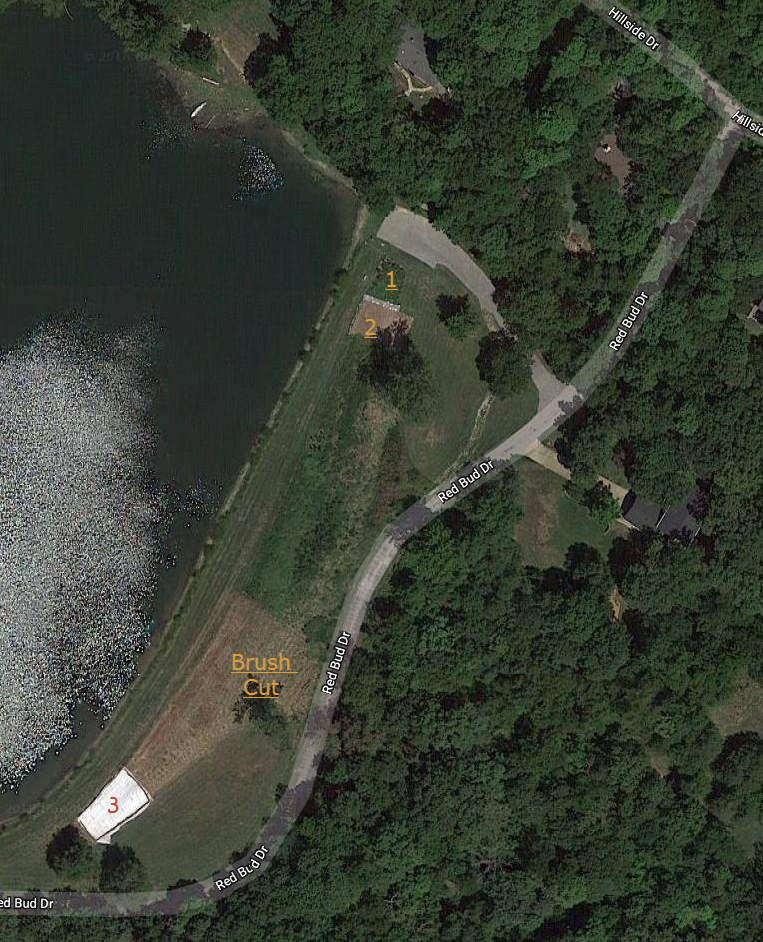 Hillside Dr
Hillsid
1
2
Red Bud Dr
Red Bud Dr
Red Bud Dr
Brush
Cut
3
Red Bud Dr
ed Bud Dr